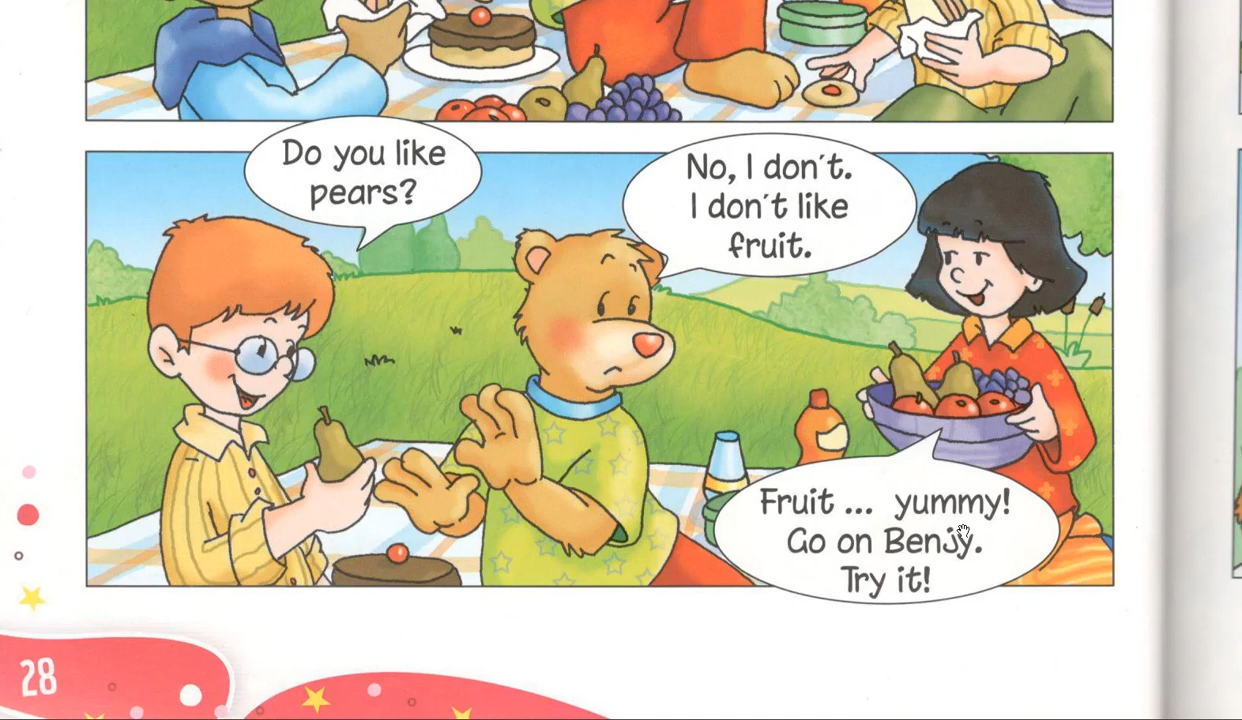 Do you like
pears?
No, I don't.
I don't like
fruit.
Fruit ... yummy!
Go on Benjy.
Try it!
28